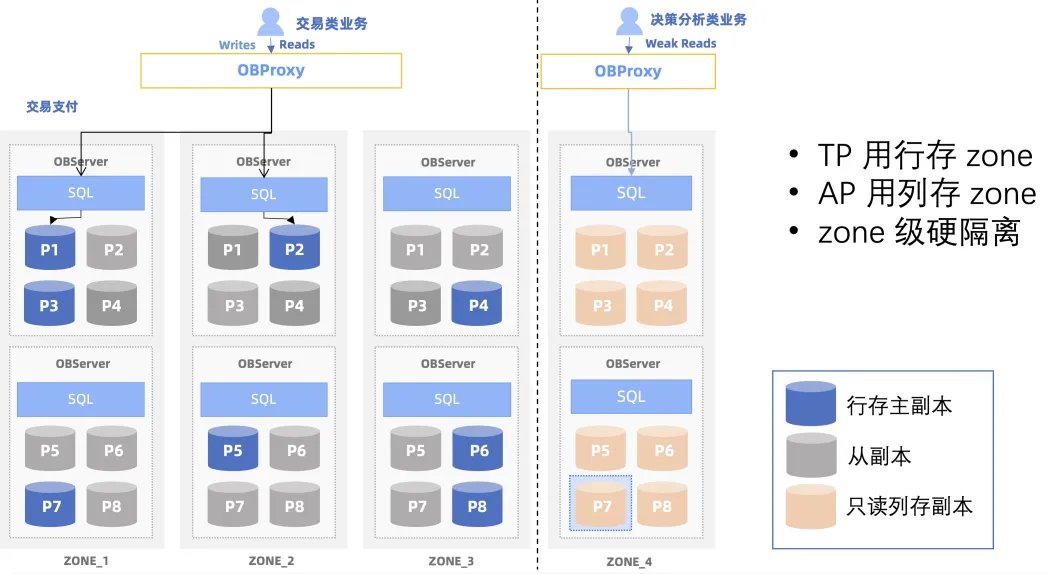 交易类业务
Writes Reads
OBProxy
交易支付
决策分析类业务
Weak Reads
OBProxy
OBServer
SQL
P1 P2
P3 P4
OBServer
SQL
P5 P6
P7 P8
ZONE_1
OBServer
SQL
P1 P2
P3 P4
OBServer
SQL
P5 P6
P7 P8
ZONE_2
OBServer
SQL
P1 P2
P3 P4
OBServer
SQL
P5 P6
P7 P8
ZONE_3
OBServer
SQL
P1 P2
P3 P4
OBServer
SQL
P5 P6
P7 P8
ZONE_4
• TP 用行存 zone
• AP 用列存 zone
• zone 级硬隔离
行存主副本
从副本
只读列存副本